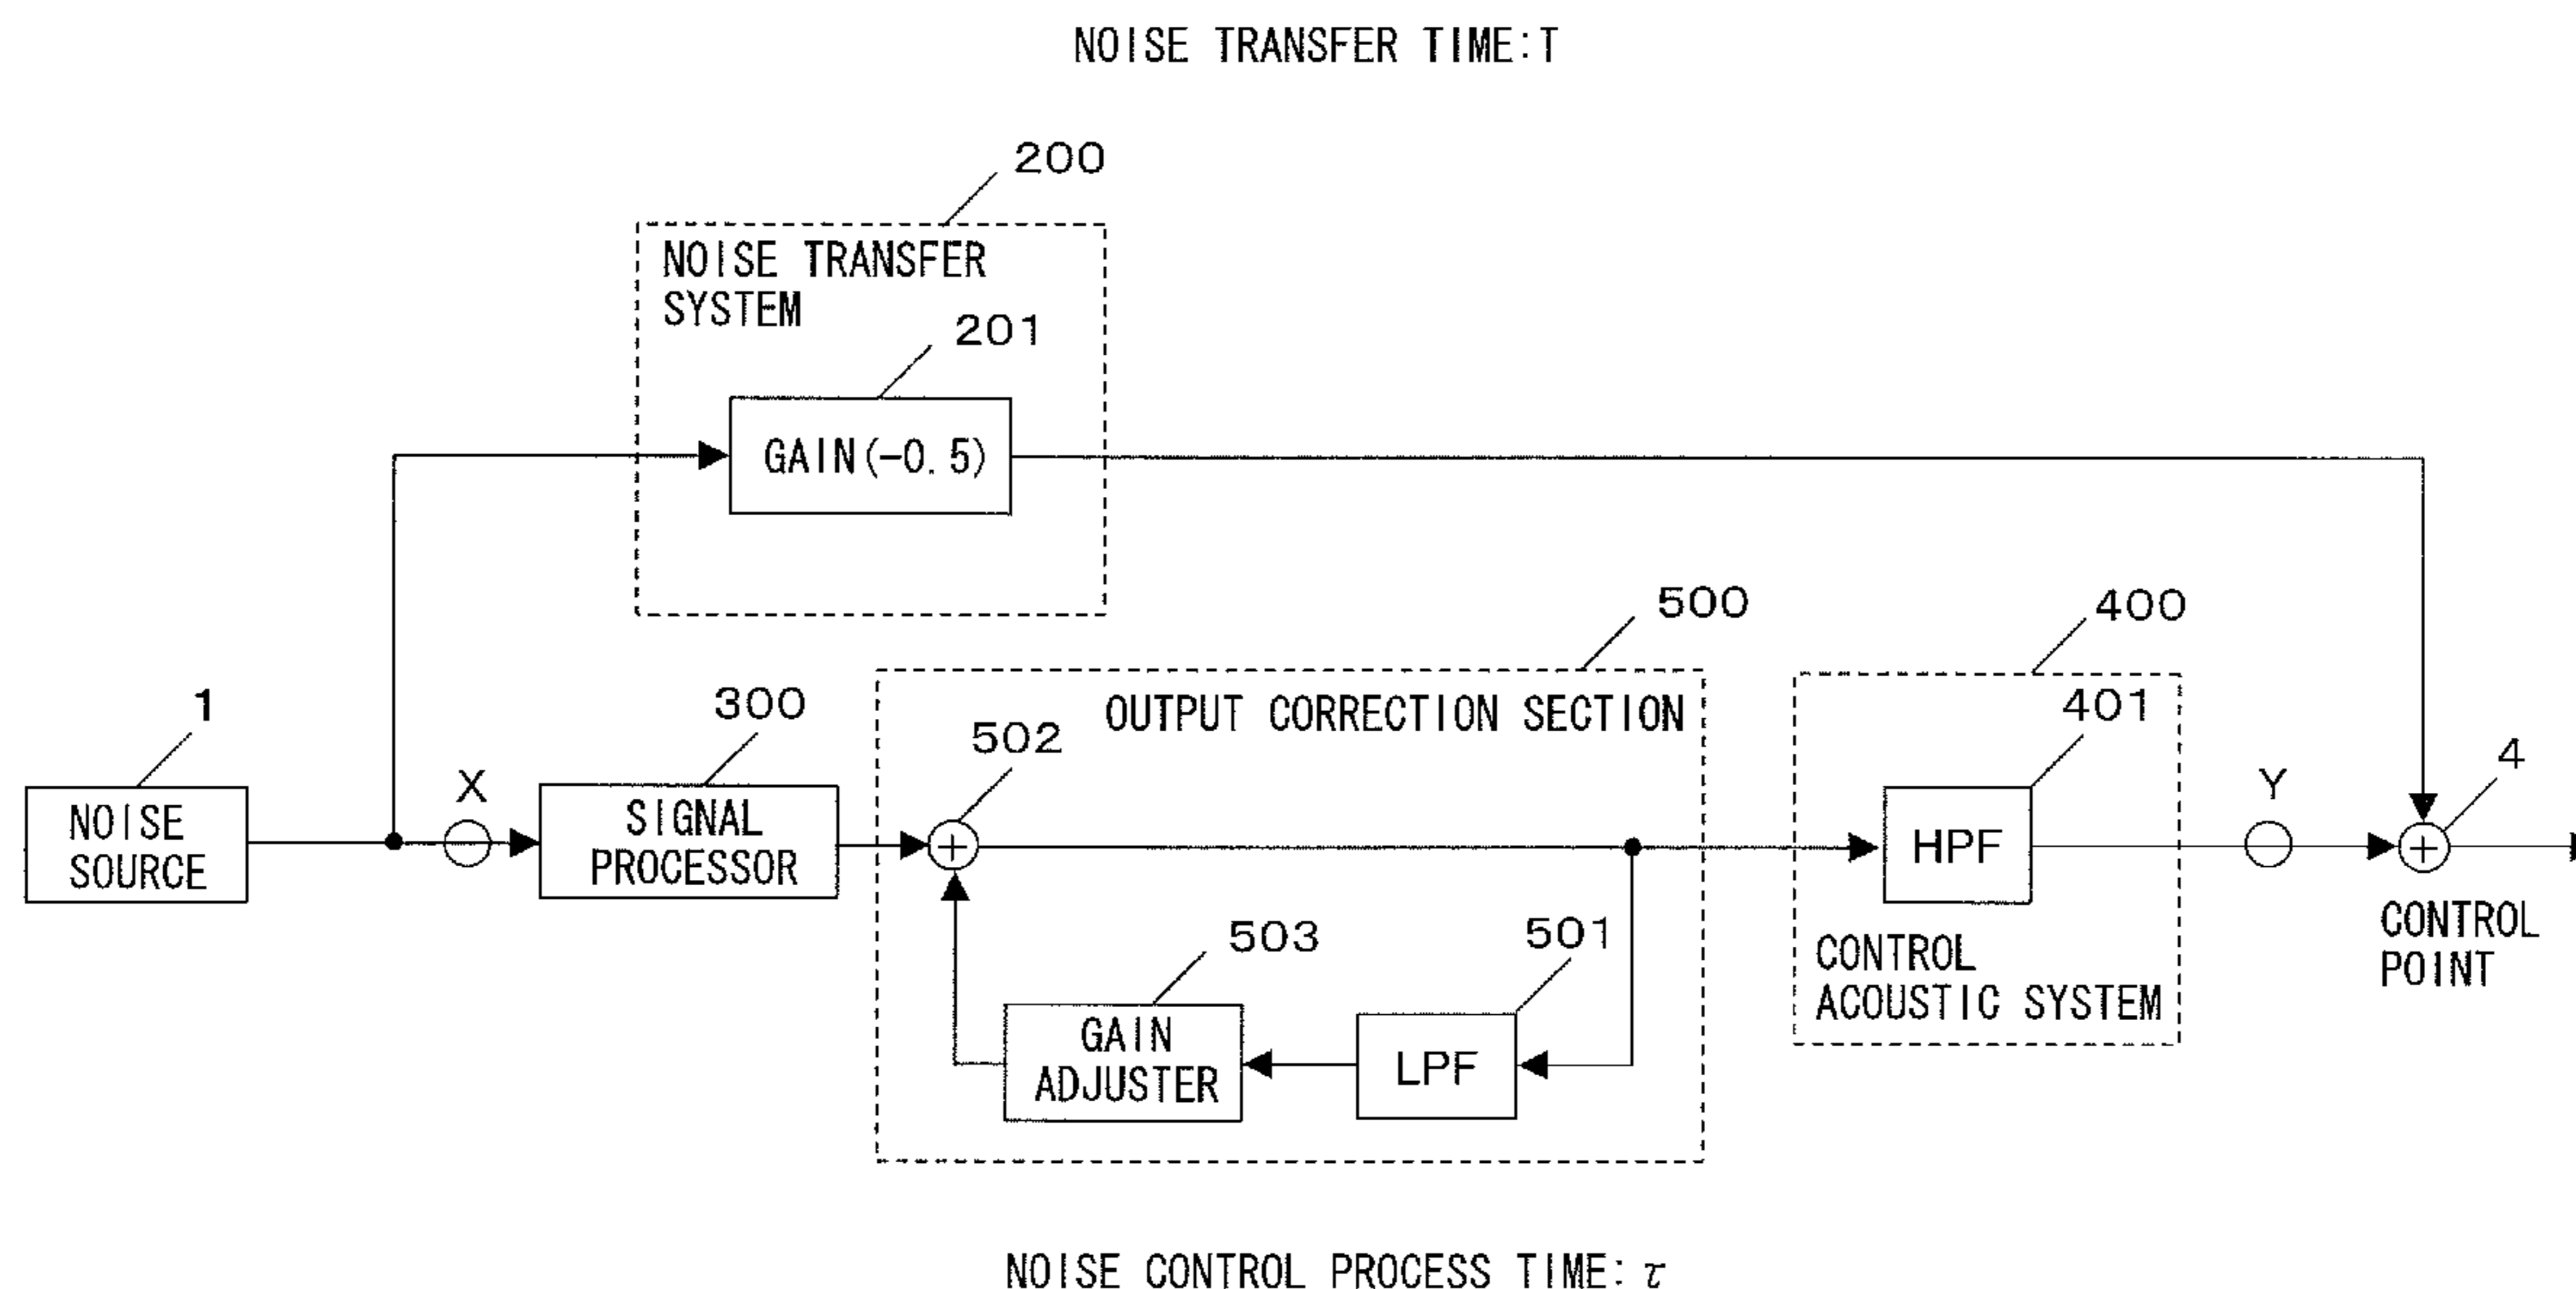 NOISE TRANSFER TIME:T
200
NOISE TRANSFER
SYSTEM
201
GAIN(-0.5)
500
400
1
300
OUTPUT CORRECTION SECTION
401
502
4
X
Y
NOISE
SOURCE
SIGNAL
PROCESSOR
+
HPF
+
503
501
CONTROL
POINT
CONTROL
ACOUSTIC SYSTEM
GAIN
ADJUSTER
LPF
NOISE CONTROL PROCESS TIME:τ